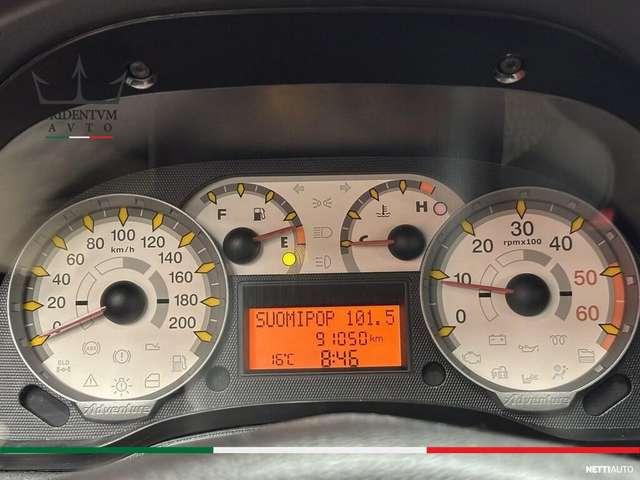 RIDENTVM
AVTO
F
E
C
H
0
20
40
60
80
100
120
140
160
180
200
km/h
SUOMIPOP 101.5
91050 km
16°C 8:46
0
10
20
30
40
50
60
rpmx100
ELD
Adventure
Adventure
NETTIAUTO